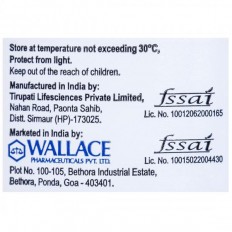 Store at temperature not exceeding 30°C,
Protect from light.
Keep out of the reach of children.
Manufactured in India by:
Tirupati Lifesciences Private Limited,
Nahan Road, Paonta Sahib,
Distt. Sirmaur (HP)-173025.
fssai
Lic. No. 10012062000165
Marketed in India by:
WALLACE
PHARMACEUTICALS PVT. LTD.
fssai
Lic. No. 10015022004430
Plot No. 100-105, Bethora Industrial Estate,
Bethora, Ponda, Goa - 403401.